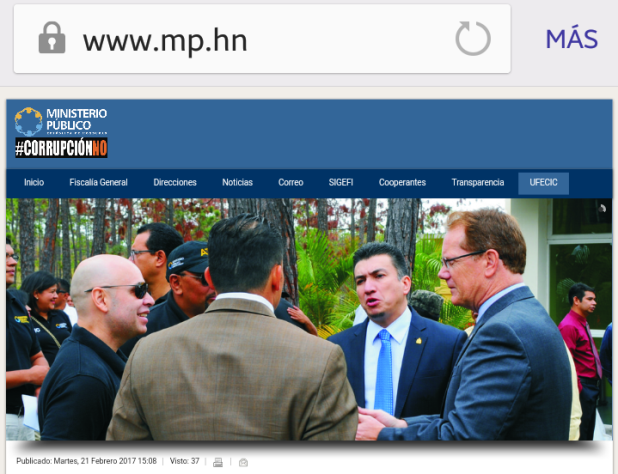 www.mp.hn
MÁS
MINISTERIO
PÚBLICO
#CORRUPCIÓNNO
Inicio Fiscalía General Direcciones Noticias Correo SIGEFI Cooperantes Transparencia UFECIC
Publicado: Martes, 21 Febrero 2017 15:08 | Visto: 37 | |